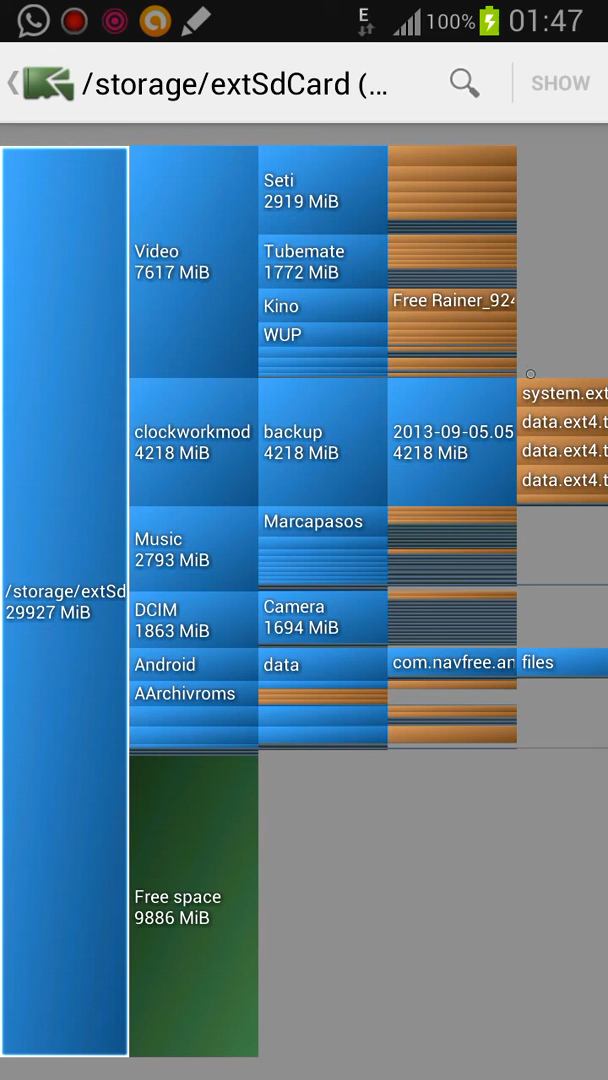 E
100%
01:47
/storage/extSdCard (...
SHOW
/storage/extSd
29927 MiB
Video
7617 MiB
Seti
2919 MiB
Tubemate
1772 MiB
Kino
WUP
Free Rainer_924
clockworkmod
4218 MiB
backup
4218 MiB
2013-09-05.05
4218 MiB
system.ext
data.ext4.t
data.ext4.t
data.ext4.t
Music
2793 MiB
Marcapasos
DCIM
1863 MiB
Camera
1694 MiB
Android
data
com.navfree.an
files
AArchivroms
Free space
9886 MiB